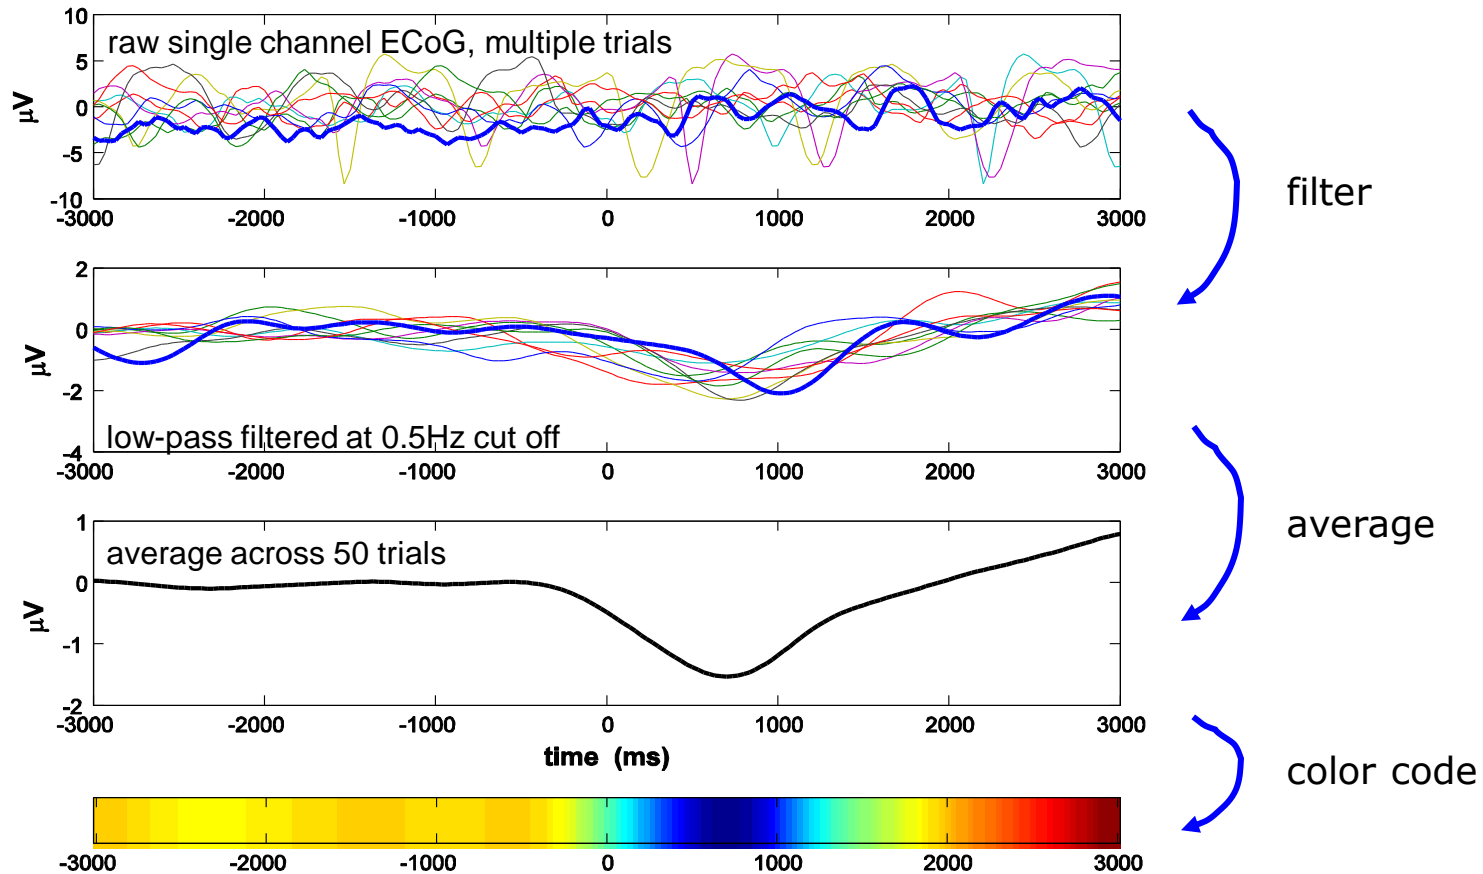 10
5
0
-5
-10
μV
raw single channel ECoG, multiple trials
-3000 -2000 -1000 0 1000 2000 3000
filter
2
0
-2
-4
μV
low-pass filtered at 0.5Hz cut off
-3000 -2000 -1000 0 1000 2000 3000
average
1
0
-1
-2
μV
average across 50 trials
-3000 -2000 -1000 0 1000 2000 3000
time (ms)
color code
-3000 -2000 -1000 0 1000 2000 3000